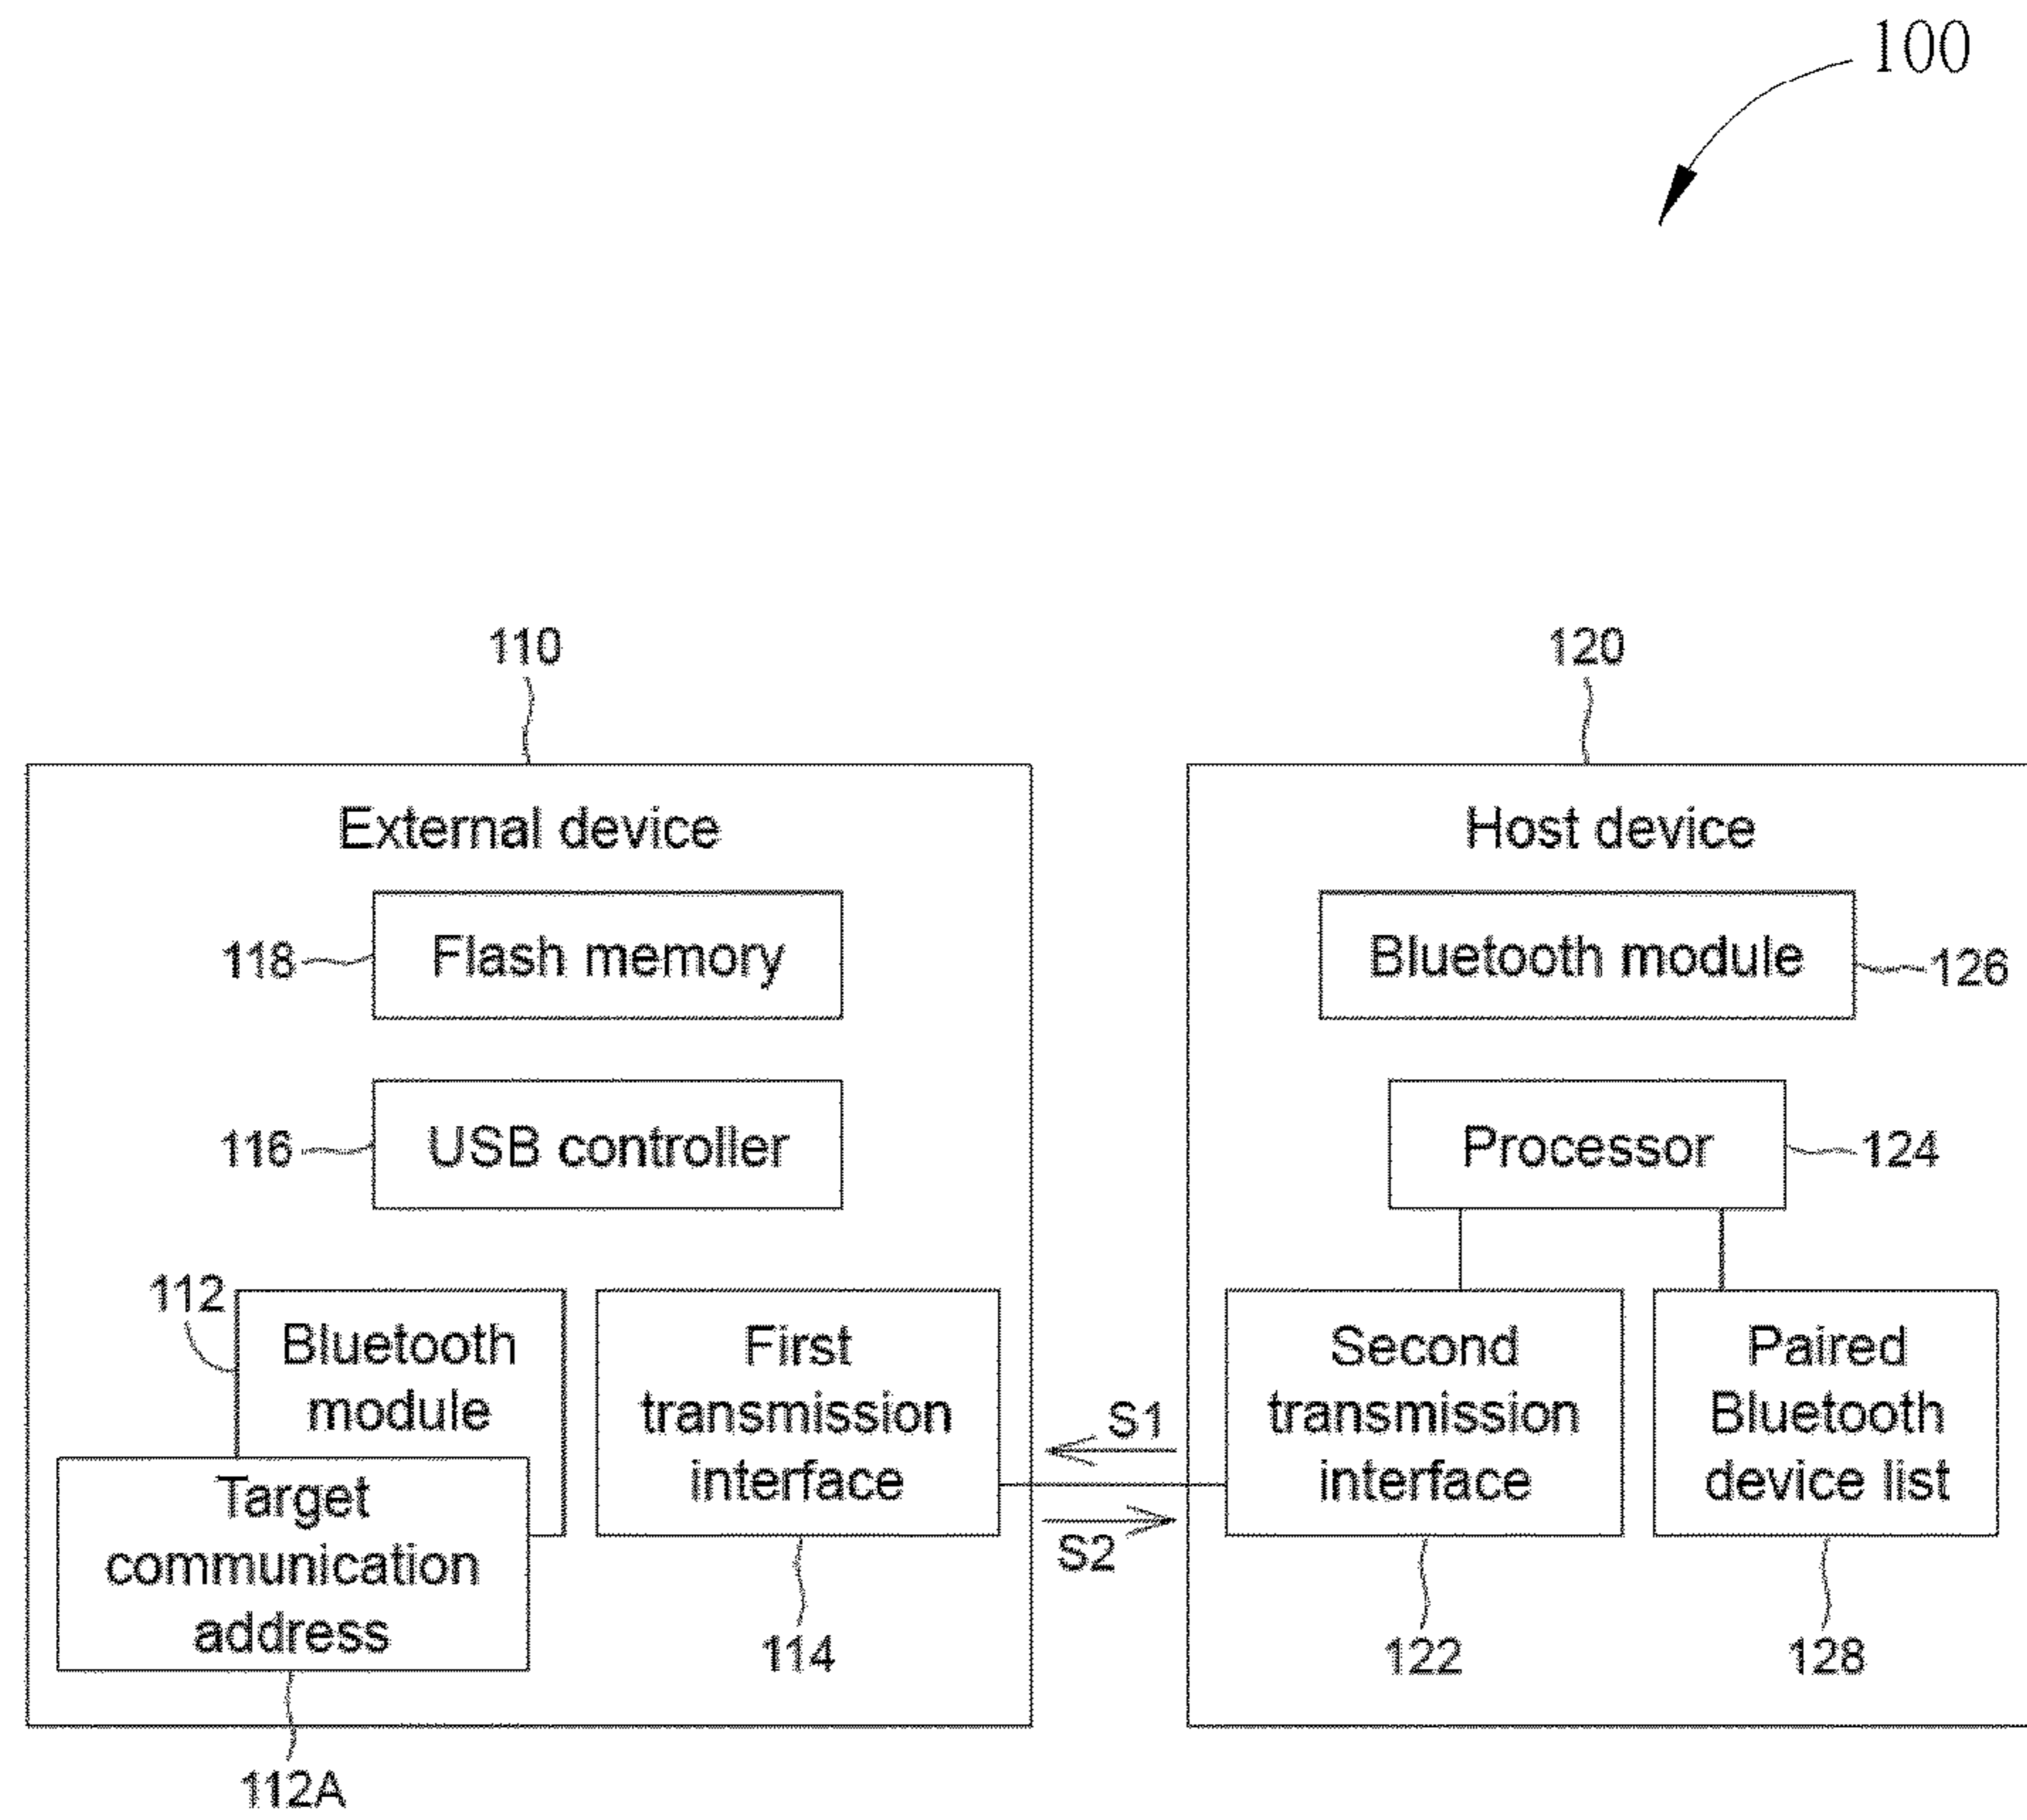 100
110
120
External device
Host device
118
Flash memory
Bluetooth module
126
116
USB controller
Processor
124
112
Bluetooth
module
First
transmission
interface
S1
S2
Second
transmission
interface
Paired
Bluetooth
device list
Target
communication
address
114
122
128
112A